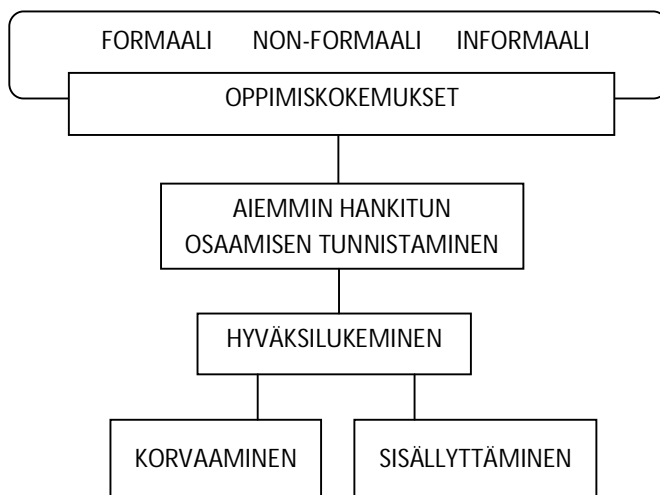 FORMAALI NON-FORMAALI INFORMAALI
OPPIMISKOKEMUKSET
AIEMMIN HANKITUN
OSAAMISEN TUNNISTAMINEN
HYVÄKSILUKEMINEN
KORVAAMINEN SISÄLLYTTÄMINEN